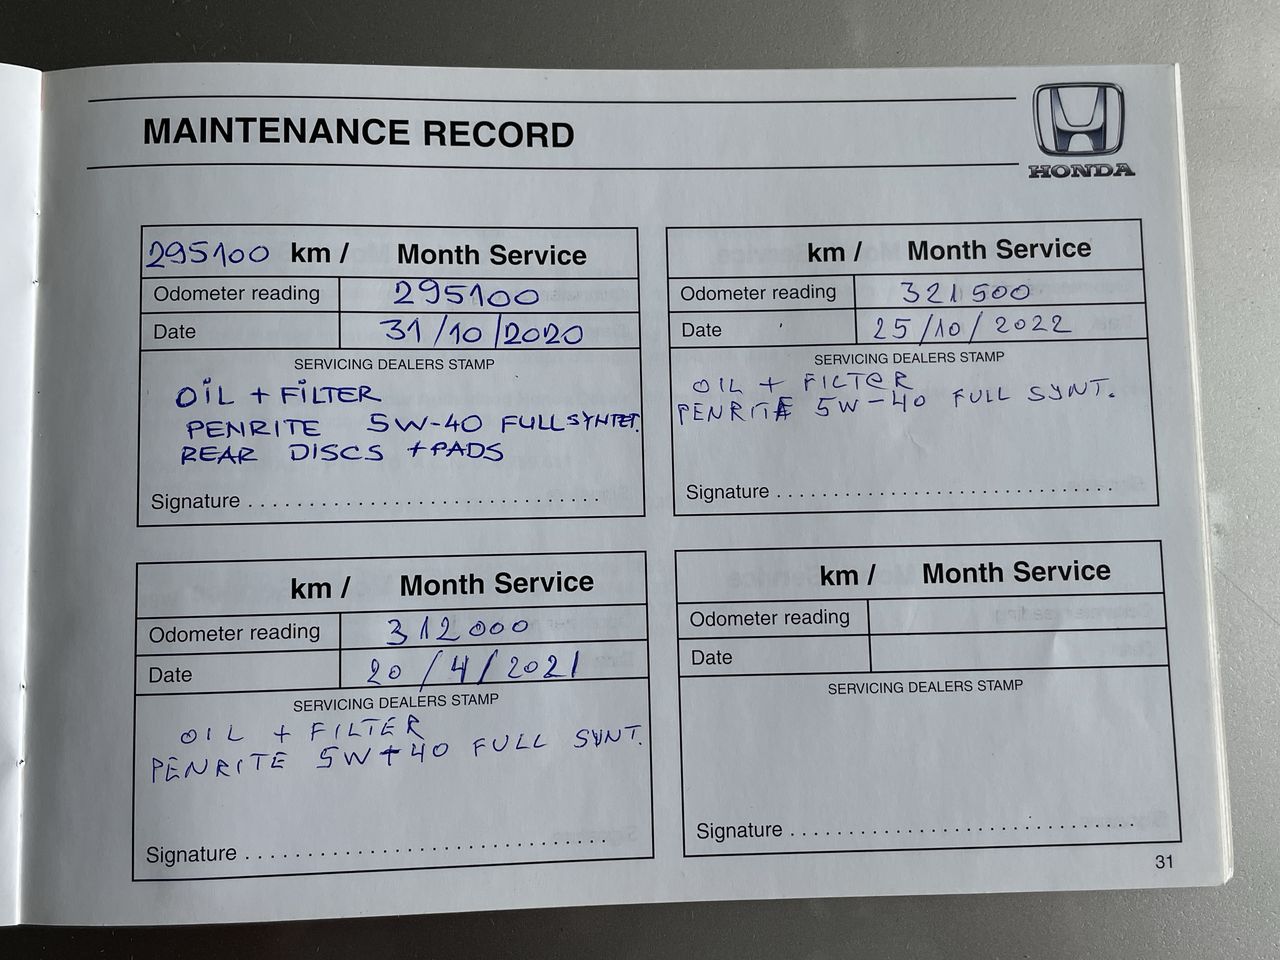 MAINTENANCE RECORD
HONDA
295100 km / Month Service
Odometer reading 295100
Date 31/10/2020
SERVICING DEALERS STAMP
OIL + FILTER
PENRITE 5W-40 FULL SYNTET.
REAR DISCS + PADS
Signature
km / Month Service
Odometer reading 312000
Date 20/4/2021
SERVICING DEALERS STAMP
OIL + FILTER
PENRITE 5W-40 FULL SYNT.
Signature
km / Month Service
Odometer reading 321500
Date 25/10/2022
SERVICING DEALERS STAMP
OIL + FILTER
PENRITE 5W-40 FULL SYNT.
Signature
km / Month Service
Odometer reading
Date
SERVICING DEALERS STAMP
Signature
31